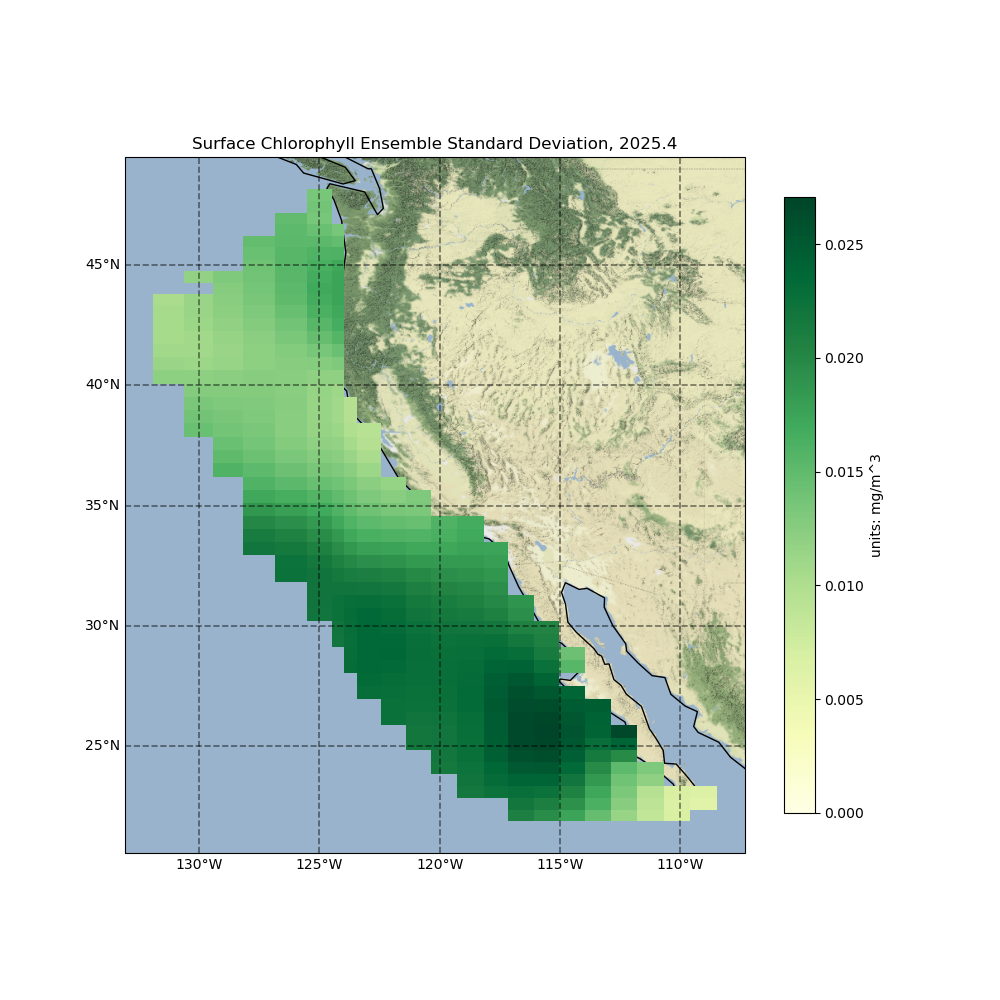 Surface Chlorophyll Ensemble Standard Deviation, 2025.4
45°N
40°N
35°N
30°N
25°N
130°W
125°W
120°W
115°W
110°W
0.025
0.020
0.015
0.010
0.005
0.000
units: mg/m^3